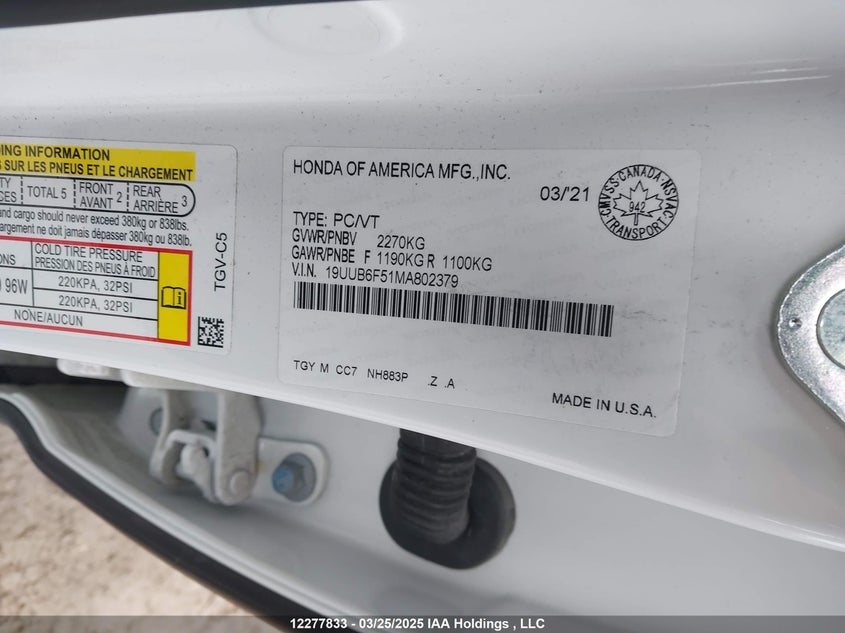 ING INFORMATION
SUR LES PNEUS ET LE CHARGEMENT
TOTAL 5
FRONT
AVANT 2
REAR
ARRIÈRE 3
and cargo should never exceed 380kg or 838lbs.
ne doit jamais dépasser 380kg ou 838lb.
COLD TIRE PRESSURE
PRESSION DES PNEUS À FROID
96W
220KPA, 32PSI
220KPA, 32PSI
NONE/AUCUN
TGV-C5
HONDA OF AMERICA MFG.,INC.
03/'21
CMVSS·CANADA·NSVAC
942
TRANSPORT
TYPE: PC/VT
GVWR/PNBV 2270KG
GAWR/PNBE F 1190KG R 1100KG
V.I.N. 19UUB6F51MA802379
TGY M CC7 NH883P .Z .A
MADE IN U.S.A.
12277833 - 03/25/2025 IAA Holdings , LLC